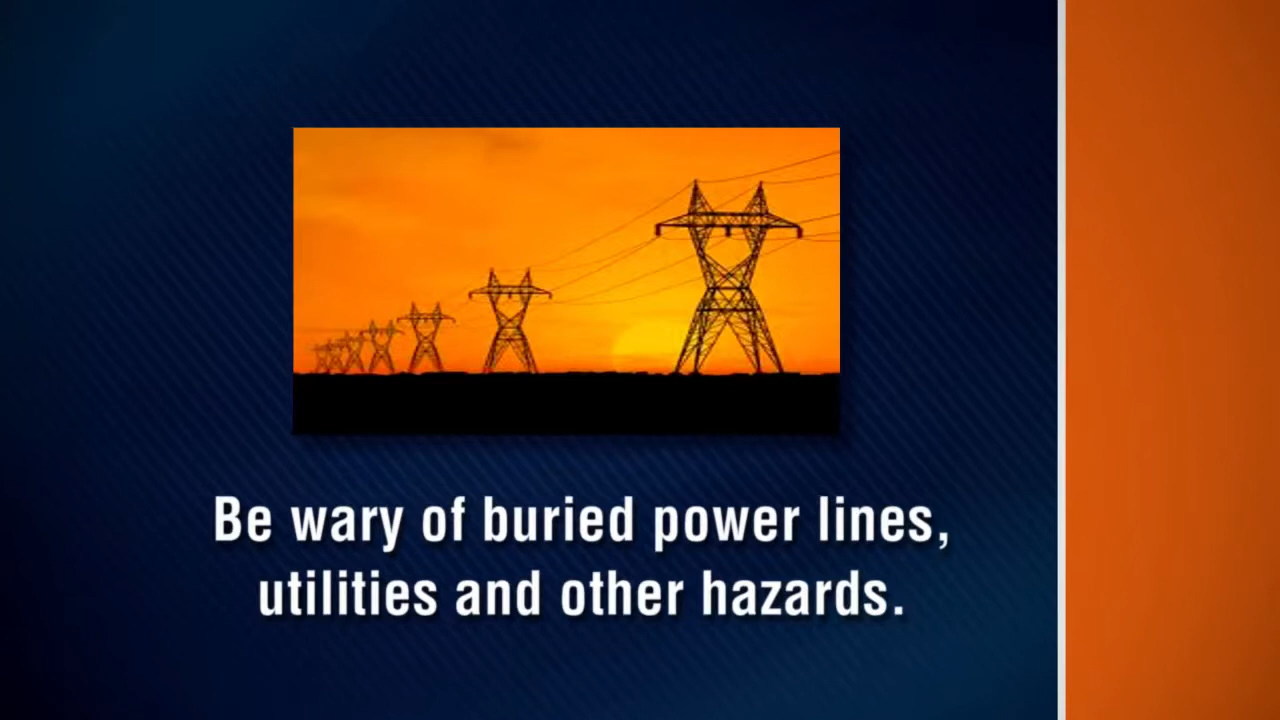 Be wary of buried power lines,
utilities and other hazards.